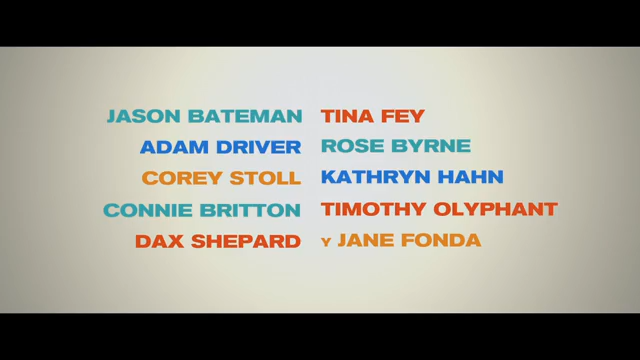 JASON BATEMAN TINA FEY
ADAM DRIVER ROSE BYRNE
COREY STOLL KATHRYN HAHN
CONNIE BRITTON TIMOTHY OLYPHANT
DAX SHEPARD Y JANE FONDA